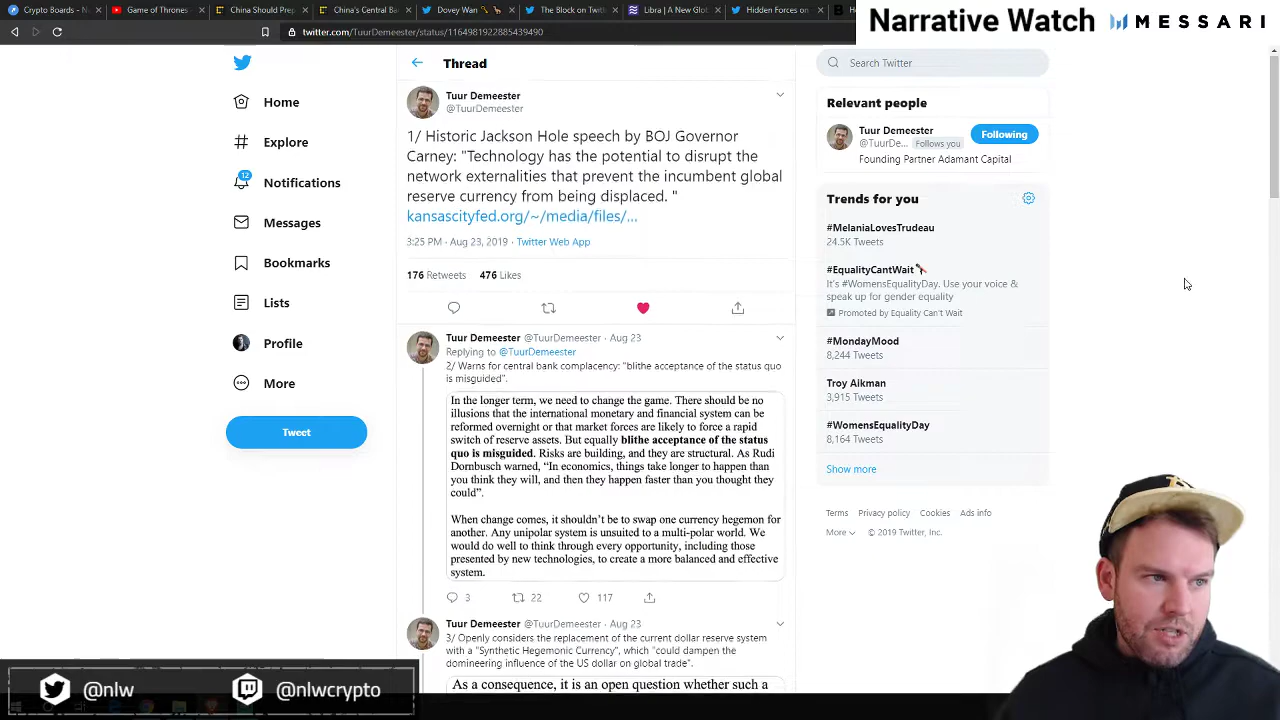 Crypto Boards - No
Game of Thrones
China Should Prep
China's Central Ba
Dovey Wan
The Block on Twitt
Libra | A New Glo
Hidden Forces on
Narrative Watch
MESSARI
twitter.com/TuurDemeester/status/1164981922885439490
Home
Explore
12
Notifications
Messages
Bookmarks
Lists
Profile
More
Tweet
Thread
Tuur Demeester
@TuurDemeester
1/ Historic Jackson Hole speech by BOJ Governor
Carney: "Technology has the potential to disrupt the
network externalities that prevent the incumbent global
reserve currency from being displaced. "
kansascityfed.org/~/media/files/...
3:25 PM · Aug 23, 2019 · Twitter Web App
176 Retweets 476 Likes
Tuur Demeester @TuurDemeester · Aug 23
Replying to @TuurDemeester
2/ Warns for central bank complacency: "blithe acceptance of the status quo
is misguided".
In the longer term, we need to change the game. There should be no
illusions that the international monetary and financial system can be
reformed overnight or that market forces are likely to force a rapid
switch of reserve assets. But equally blithe acceptance of the status
quo is misguided. Risks are building, and they are structural. As Rudi
Dornbusch warned, “In economics, things take longer to happen than
you think they will, and then they happen faster than you thought they
could”.
When change comes, it shouldn’t be to swap one currency hegemon for
another. Any unipolar system is unsuited to a multi-polar world. We
would do well to think through every opportunity, including those
presented by new technologies, to create a more balanced and effective
system.
3 22 117
Tuur Demeester @TuurDemeester · Aug 23
3/ Openly considers the replacement of the current dollar reserve system
with a "Synthetic Hegemonic Currency", which "could dampen the
domineering influence of the US dollar on global trade".
As a consequence, it is an open question whether such a
Search Twitter
Relevant people
Tuur Demeester
@TuurDe... Follows you
Following
Founding Partner Adamant Capital
Trends for you
#MelaniaLovesTrudeau
24.5K Tweets
#EqualityCantWait
It's #WomensEqualityDay. Use your voice &
speak up for gender equality
Promoted by Equality Can't Wait
#MondayMood
8,244 Tweets
Troy Aikman
3,915 Tweets
#WomensEqualityDay
8,164 Tweets
Show more
Terms Privacy policy Cookies Ads info
More © 2019 Twitter, Inc.
@nlw
@nlwcrypto